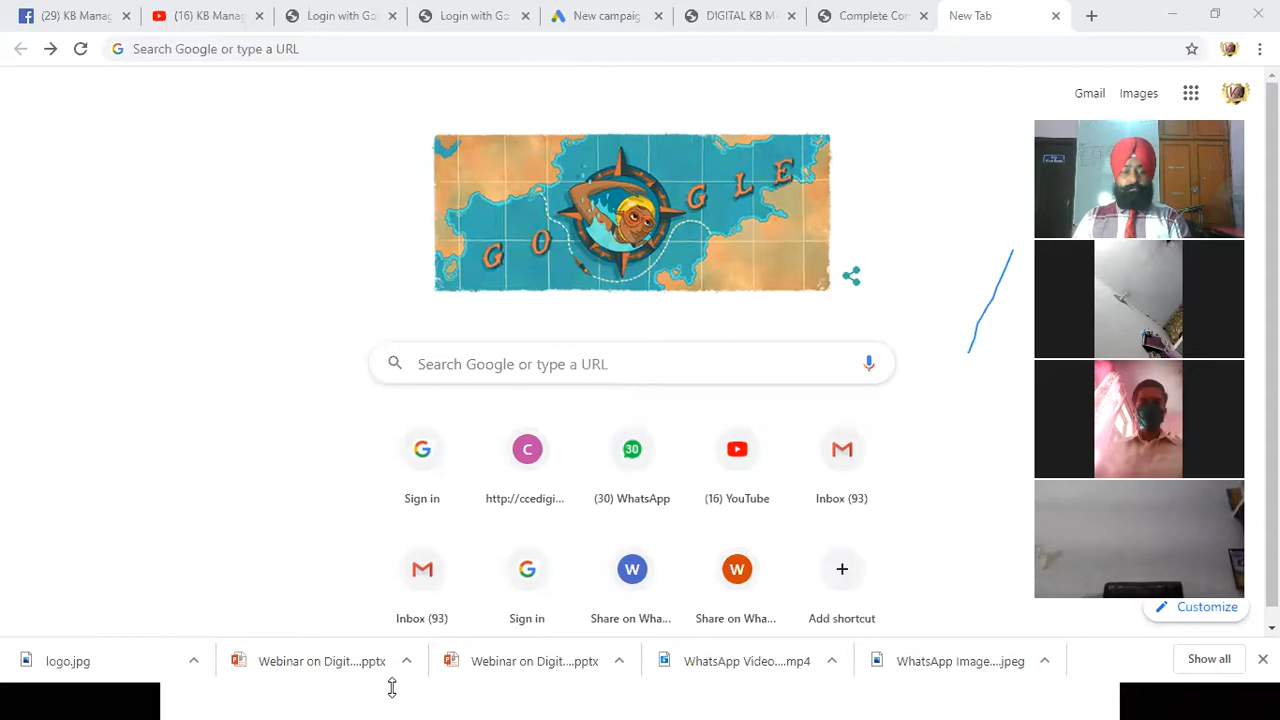 (29) KB Manag
(16) KB Manag
Login with Go
Login with Go
New campaig
DIGITAL KB MA
Complete Cor
New Tab
Search Google or type a URL
Gmail
Images
GOOGLE
Search Google or type a URL
Sign in
C
http://ccedigi...
30
(30) WhatsApp
(16) YouTube
Inbox (93)
Inbox (93)
Sign in
W
Share on Wha...
W
Share on Wha...
Add shortcut
Customize
logo.jpg
Webinar on Digit....pptx
Webinar on Digit....pptx
WhatsApp Video....mp4
WhatsApp Image....jpeg
Show all